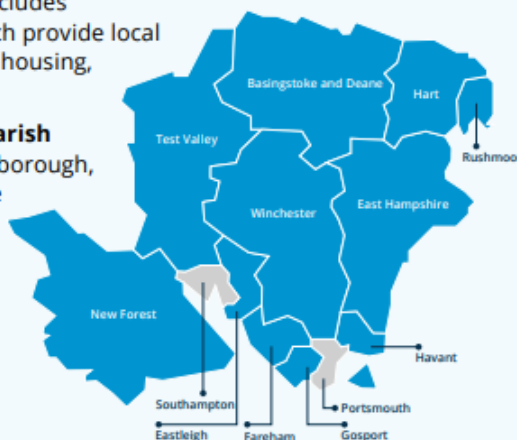 cludes
th provide local
housing,
arish
borough,
e
Basingstoke and Deane
Hart
Test Valley
Rushmoo
East Hampshire
Winchester
New Forest
Havant
Southampton
Portsmouth
Eastleigh
Fareham
Gosport